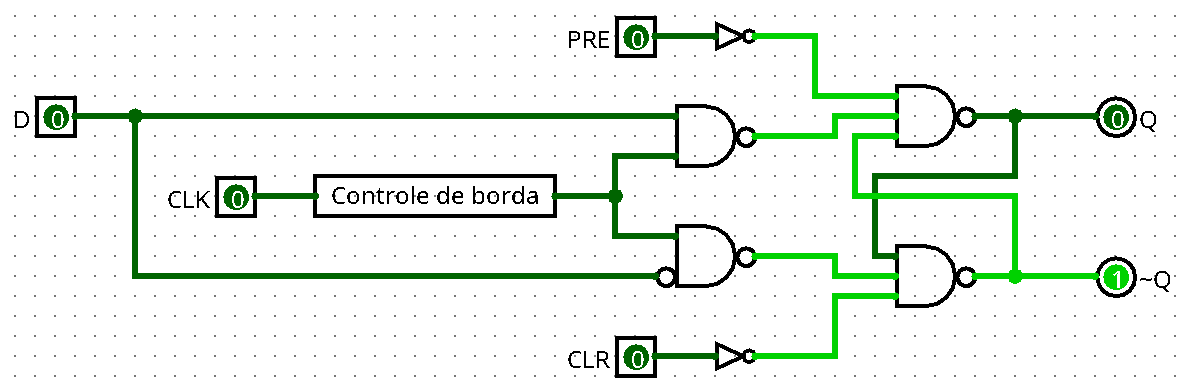 PRE 0
D 0
0 Q
CLK 0
Controle de borda
1 ~Q
CLR 0